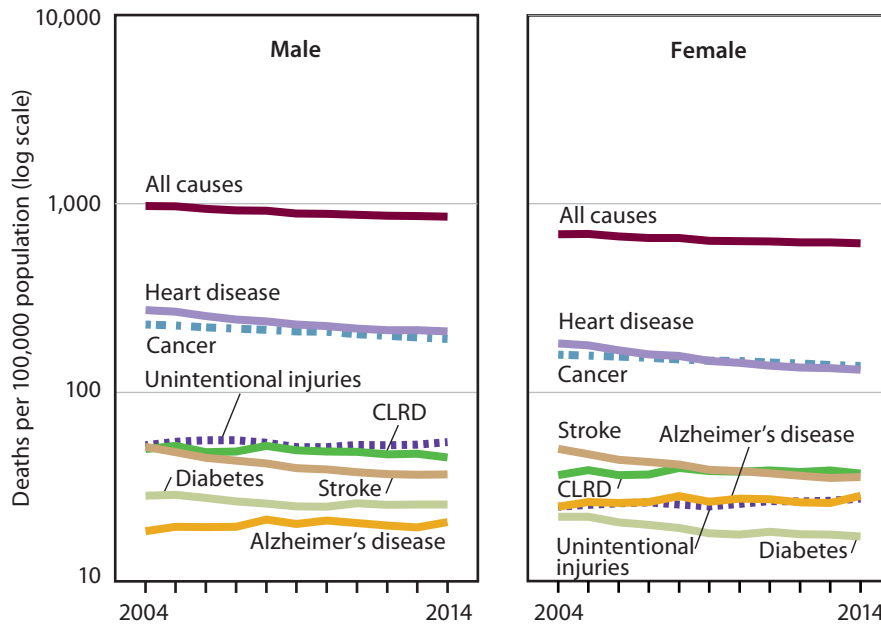 Deaths per 100,000 population (log scale)
10,000
1,000
100
10
Male
All causes
Heart disease
Cancer
Unintentional injuries
CLRD
Diabetes
Stroke
Alzheimer’s disease
2004
2014
Female
All causes
Heart disease
Cancer
Stroke
Alzheimer’s disease
CLRD
Unintentional
injuries
Diabetes
2004
2014